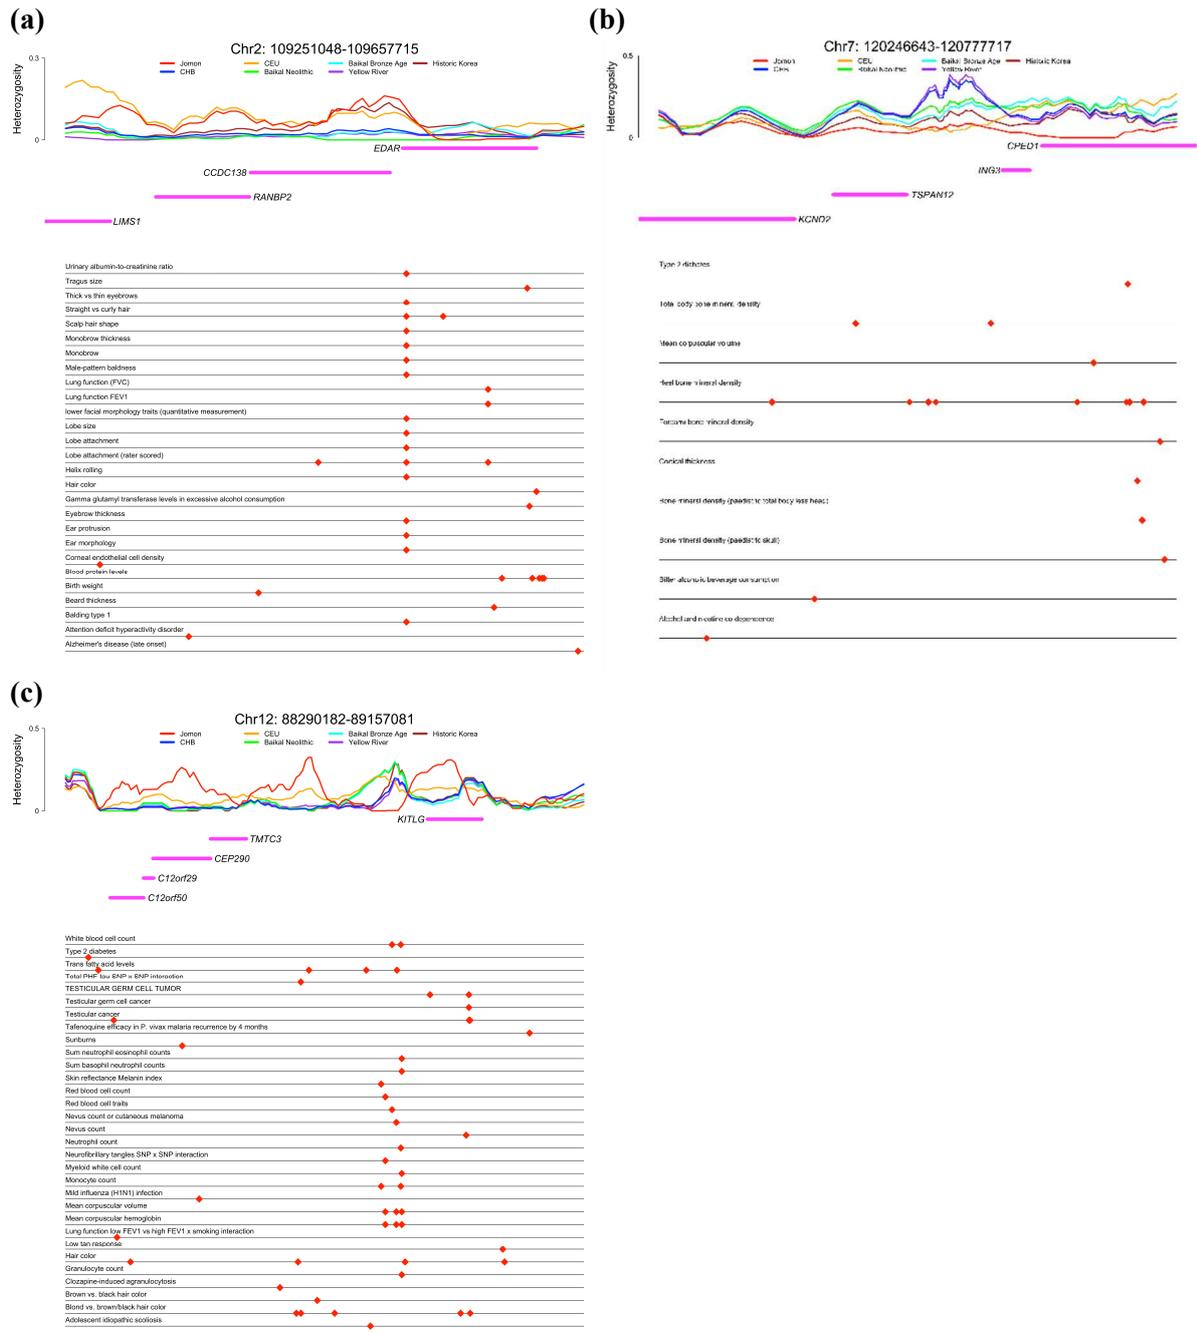 (a)
Chr2: 109251048-109657715
Jomon CEU Baikal Bronze Age Historic Korea
CHB Baikal Neolithic Yellow River
Heterozygosity
0.3
0
EDAR
CCDC138
RANBP2
LIMS1
Urinary albumin-to-creatinine ratio
Tragus size
Thick vs thin eyebrows
Straight vs curly hair
Scalp hair shape
Monobrow thickness
Monobrow
Male-pattern baldness
Lung function (FVC)
Lung function FEV1
lower facial morphology traits (quantitative measurement)
Lobe size
Lobe attachment
Lobe attachment (rater scored)
Helix rolling
Hair color
Gamma glutamyl transferase levels in excessive alcohol consumption
Eyebrow thickness
Ear protrusion
Ear morphology
Corneal endothelial cell density
Blood protein levels
Birth weight
Beard thickness
Balding type 1
Attention deficit hyperactivity disorder
Alzheimer's disease (late onset)
(b)
Chr7: 120246643-120777717
Jomon CEU Baikal Bronze Age Historic Korea
CHB Baikal Neolithic Yellow River
Heterozygosity
0.5
0
CPED1
ING3
TSPAN12
KCND2
Type 2 diabetes
Total body bone mineral density
Mean corpuscular volume
Heel bone mineral density
Forearm bone mineral density
Cortical thickness
Bone mineral density (paediatric total body less head)
Bone mineral density (paediatric skull)
Bitter alcoholic beverage consumption
Alcohol and nicotine co-dependence
(c)
Chr12: 88290182-89157081
Jomon CEU Baikal Bronze Age Historic Korea
CHB Baikal Neolithic Yellow River
Heterozygosity
0.5
0
KITLG
TMTC3
CEP290
C12orf29
C12orf50
White blood cell count
Type 2 diabetes
Trans fatty acid levels
Total PHF tau SNP x SNP interaction
TESTICULAR GERM CELL TUMOR
Testicular germ cell cancer
Testicular cancer
Tafenoquine efficacy in P. vivax malaria recurrence by 4 months
Sunburns
Sum neutrophil eosinophil counts
Sum basophil neutrophil counts
Skin reflectance Melanin index
Red blood cell count
Red blood cell traits
Nevus count or cutaneous melanoma
Nevus count
Neutrophil count
Neurofibrillary tangles SNP x SNP interaction
Myeloid white cell count
Monocyte count
Mild influenza (H1N1) infection
Mean corpuscular volume
Mean corpuscular hemoglobin
Lung function low FEV1 vs high FEV1 x smoking interaction
Low tan response
Hair color
Granulocyte count
Clozapine-induced agranulocytosis
Brown vs. black hair color
Blond vs. brown/black hair color
Adolescent idiopathic scoliosis